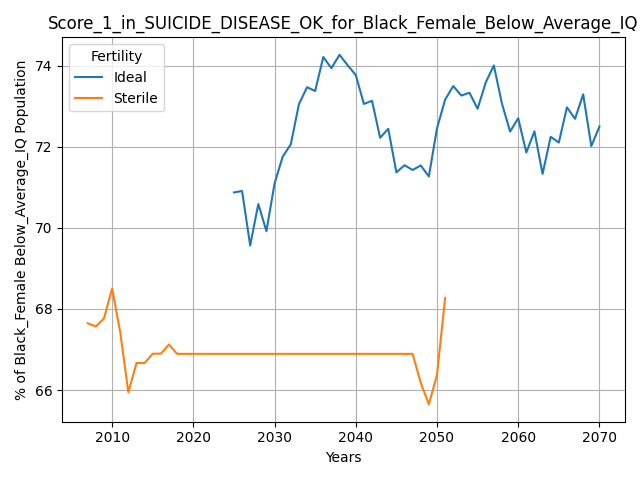 Score_1_in_SUICIDE_DISEASE_OK_for_Black_Female_Below_Average_IQ
Fertility
Ideal
Sterile
% of Black_Female Below_Average_IQ Population
74
72
70
68
66
2010 2020 2030 2040 2050 2060 2070
Years